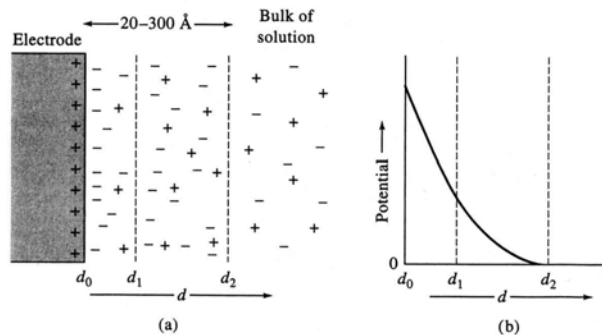 20–300 Å
Bulk of
solution
Electrode
d0 d1 d2
d
(a)
Potential
0
d0 d1 d2
d
(b)